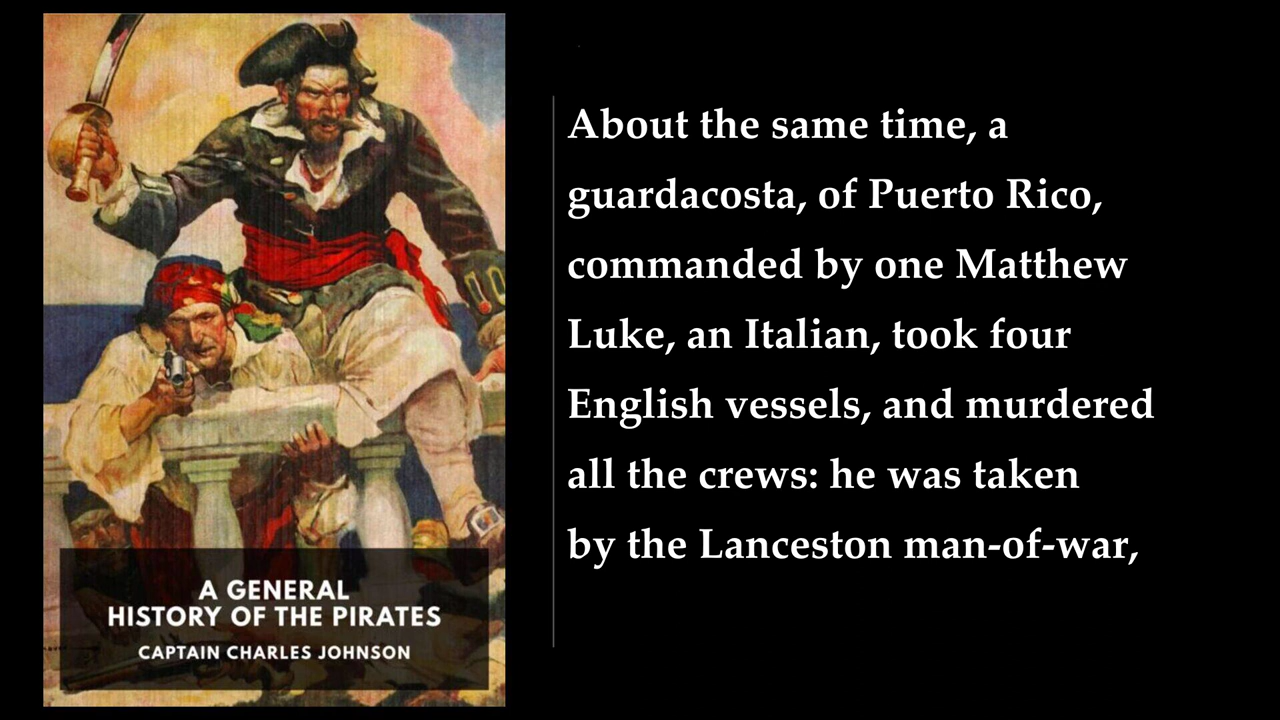 A GENERAL
HISTORY OF THE PIRATES
CAPTAIN CHARLES JOHNSON
About the same time, a
guardacosta, of Puerto Rico,
commanded by one Matthew
Luke, an Italian, took four
English vessels, and murdered
all the crews: he was taken
by the Lanceston man-of-war,